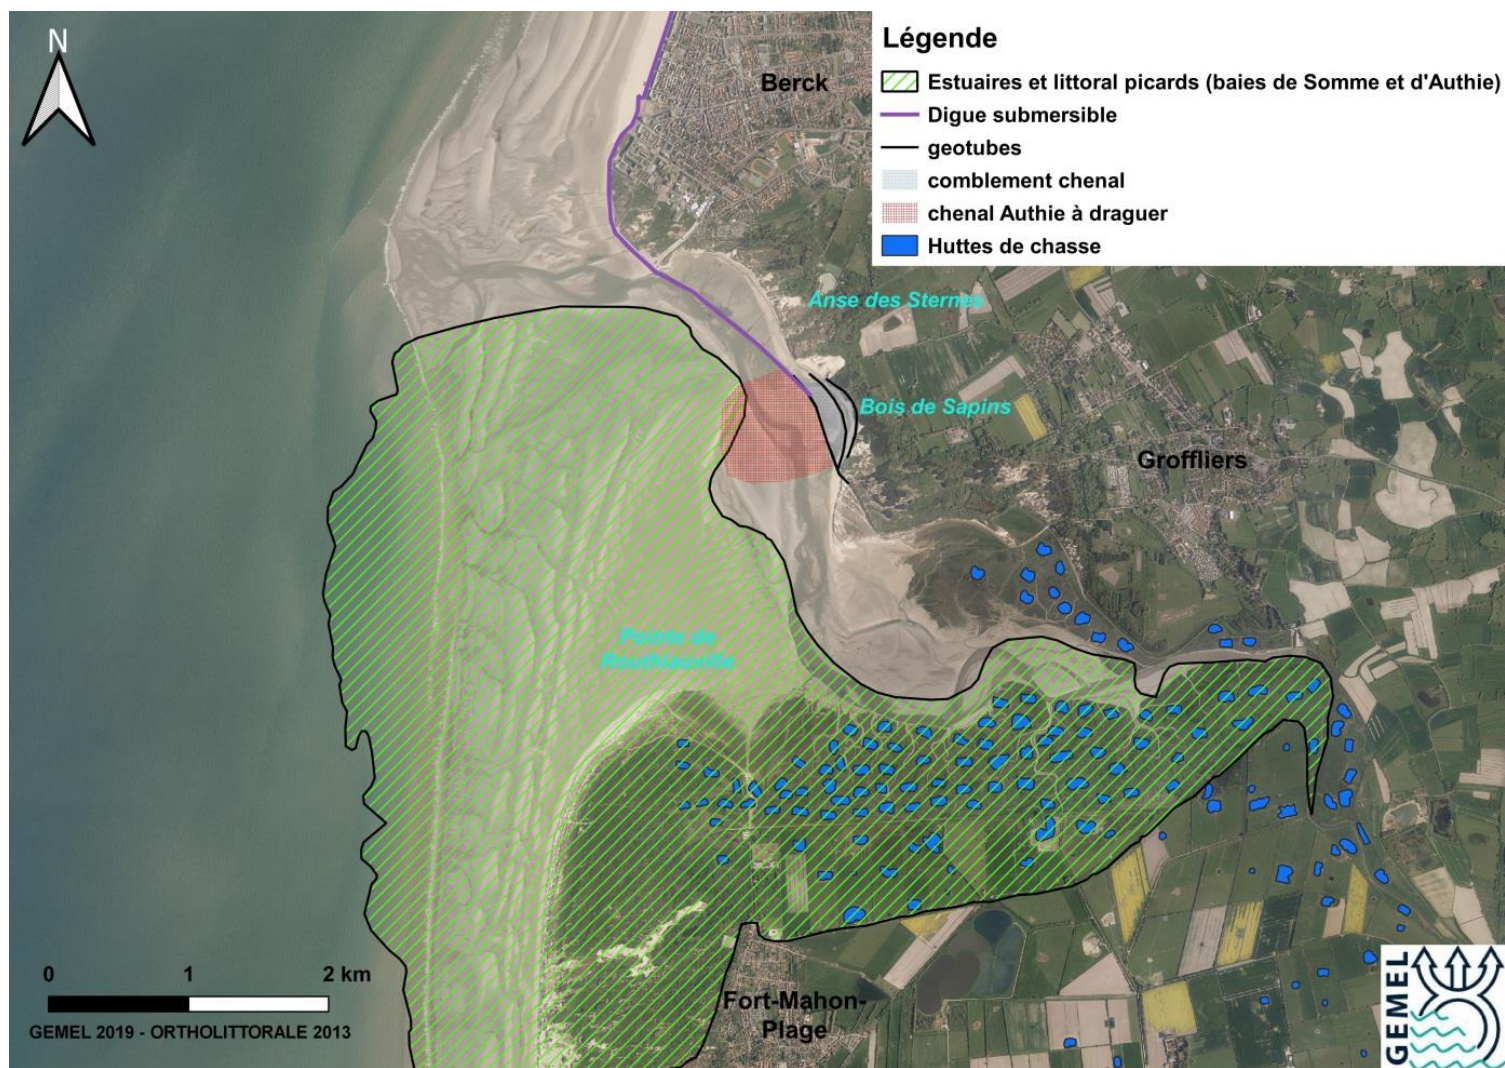 N
Berck
Légende
Estuaires et littoral picards (baies de Somme et d'Authie)
Digue submersible
geotubes
comblement chenal
chenal Authie à draguer
Huttes de chasse
Anse des Sternes
Bois de Sapins
Groffliers
Pointe de
Routhiauville
0 1 2 km
GEMEL 2019 - ORTHOLITTORALE 2013
Fort-Mahon-
Plage
GEMEL